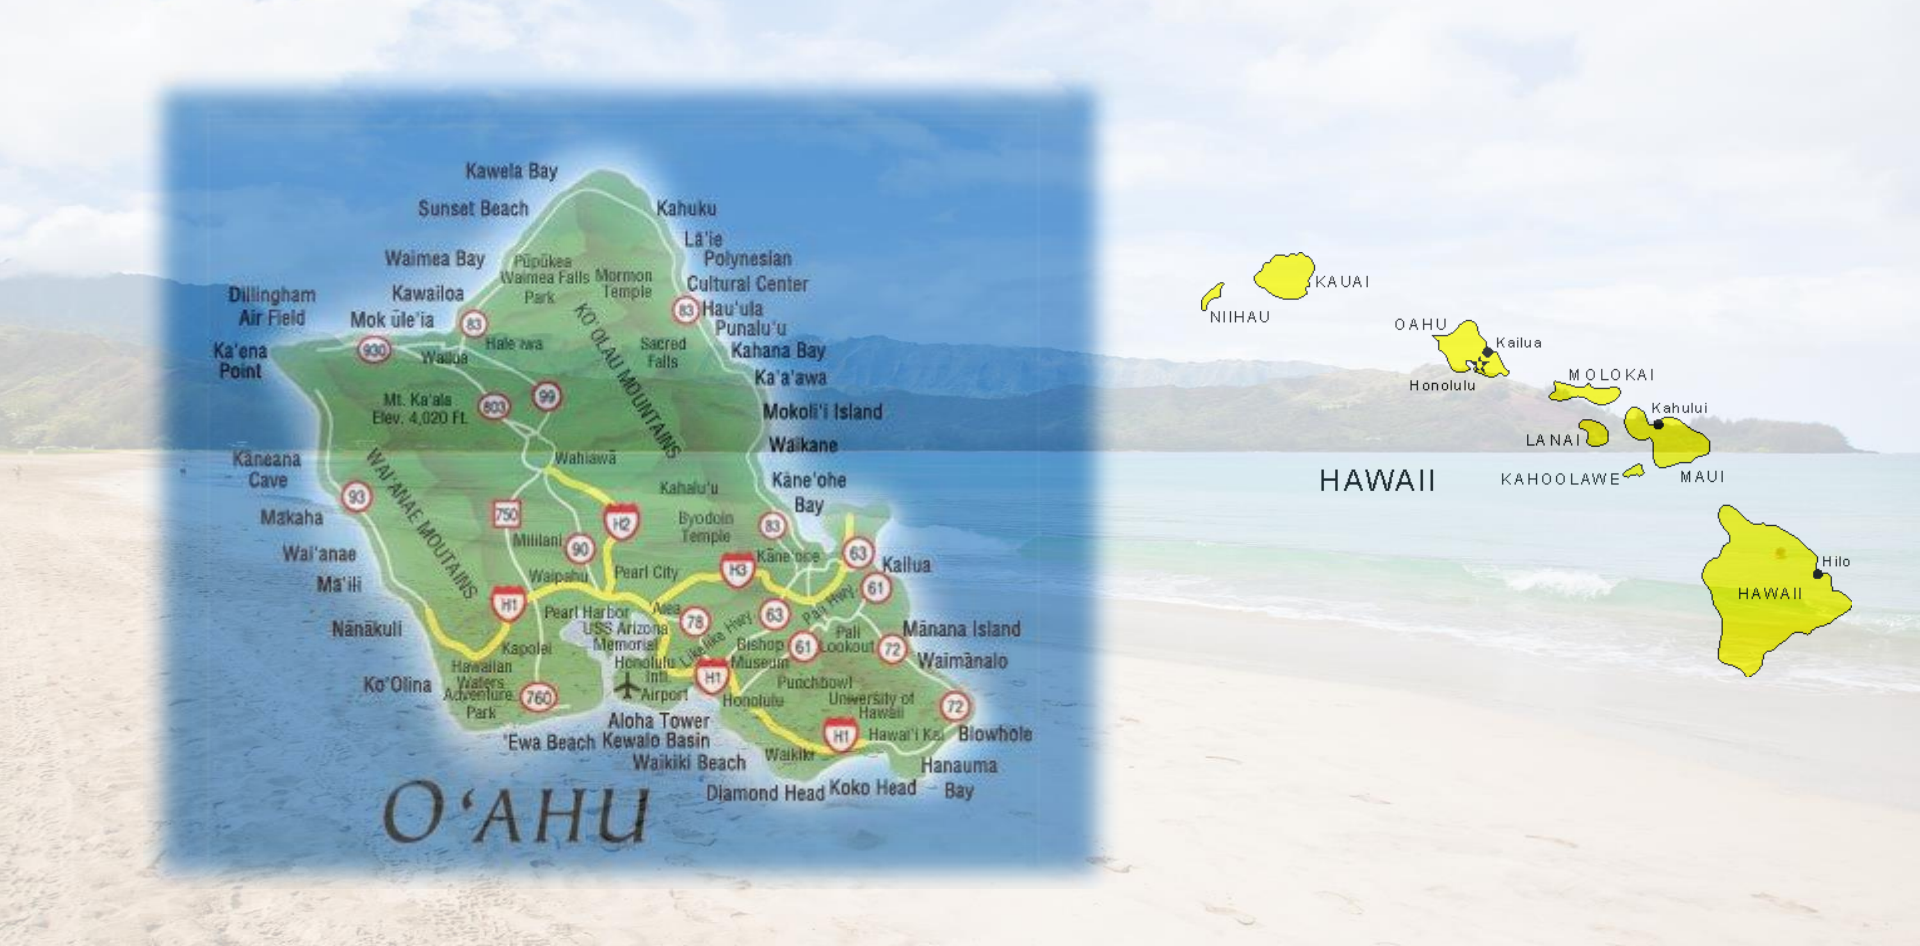 Kawela Bay
Sunset Beach
Kahuku
Lā'ie
Waimea Bay
Polynesian
Cultural Center
Pūpūkea
Waimea Falls
Park
Mormon
Temple
Dillingham
Air Field
Kawailoa
Mok ūle'ia
83
83
Hau'ula
Punalu'u
930
Hale iwa
Wailua
Ka'ena
Point
KO'OLAU MOUNTAINS
Sacred
Falls
Kahana Bay
Ka'a'awa
Mt. Ka'ala
Elev. 4,020 Ft.
803
99
Mokoli'i Island
Waikane
Wahiawā
Kāneana
Cave
WAI'ANAE MOUTAINS
93
Kahalu'u
Kāne'ohe
Bay
Makaha
750
H2
Byodoin
Temple
83
Mililani
90
Wai'anae
Kāne'ohe
63
Kailua
Ma'ili
Waipahu
Pearl City
H3
61
H1
Pearl Harbor
USS Arizona
Memorial
Aiea
78
Likelike Hwy.
63
Pali Hwy.
Nānākuli
Kapolei
Bishop
Museum
61
Pali
Lookout
72
Mānana Island
Waimānalo
Hawaiian
Waters
Adventure
Park
Ko'Olina
760
Honolulu
Intl.
Airport
H1
Honolulu
Punchbowl
University of
Hawaii
72
Aloha Tower
'Ewa Beach
Kewalo Basin
Waikiki Beach
Waikiki
H1
Hawai'i Kai
Blowhole
Hanauma
Bay
Diamond Head
Koko Head
O'AHU
KAUAI
NIIHAU
OAHU
Kailua
Honolulu
MOLOKAI
Kahului
LANAI
HAWAII
KAHOOLAWE
MAUI
Hilo
HAWAII